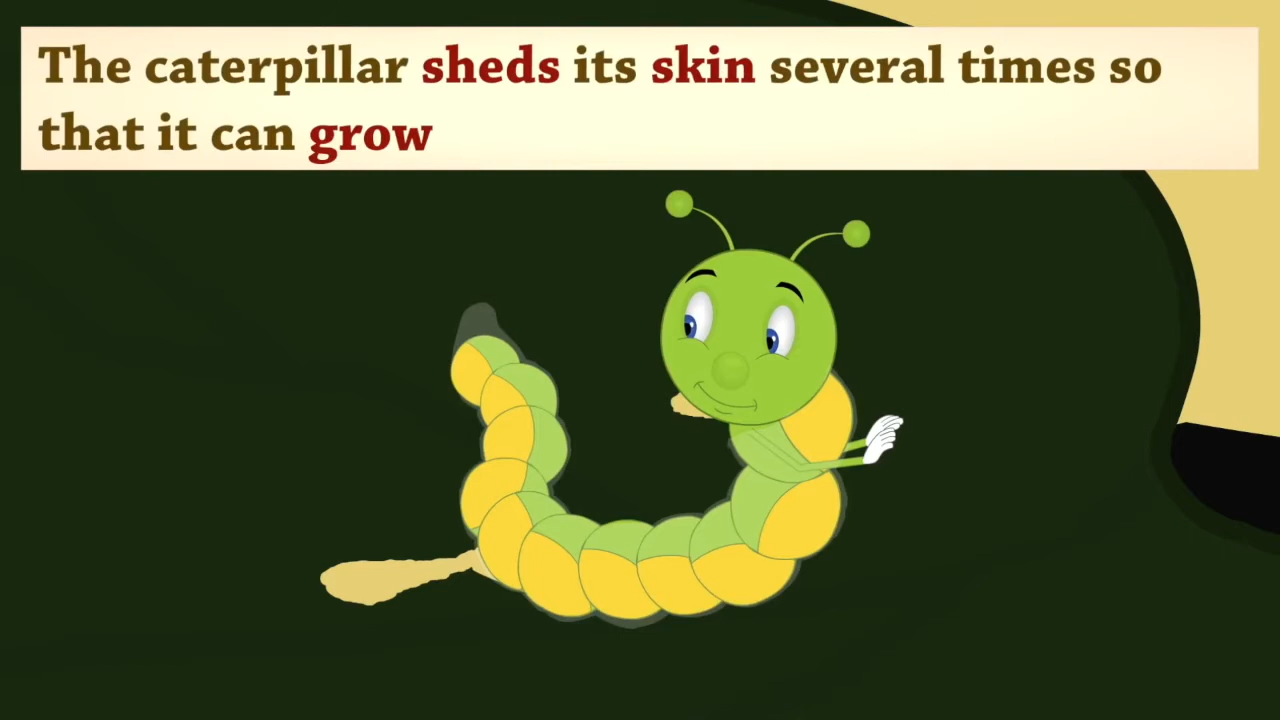 The caterpillar sheds its skin several times so
that it can grow